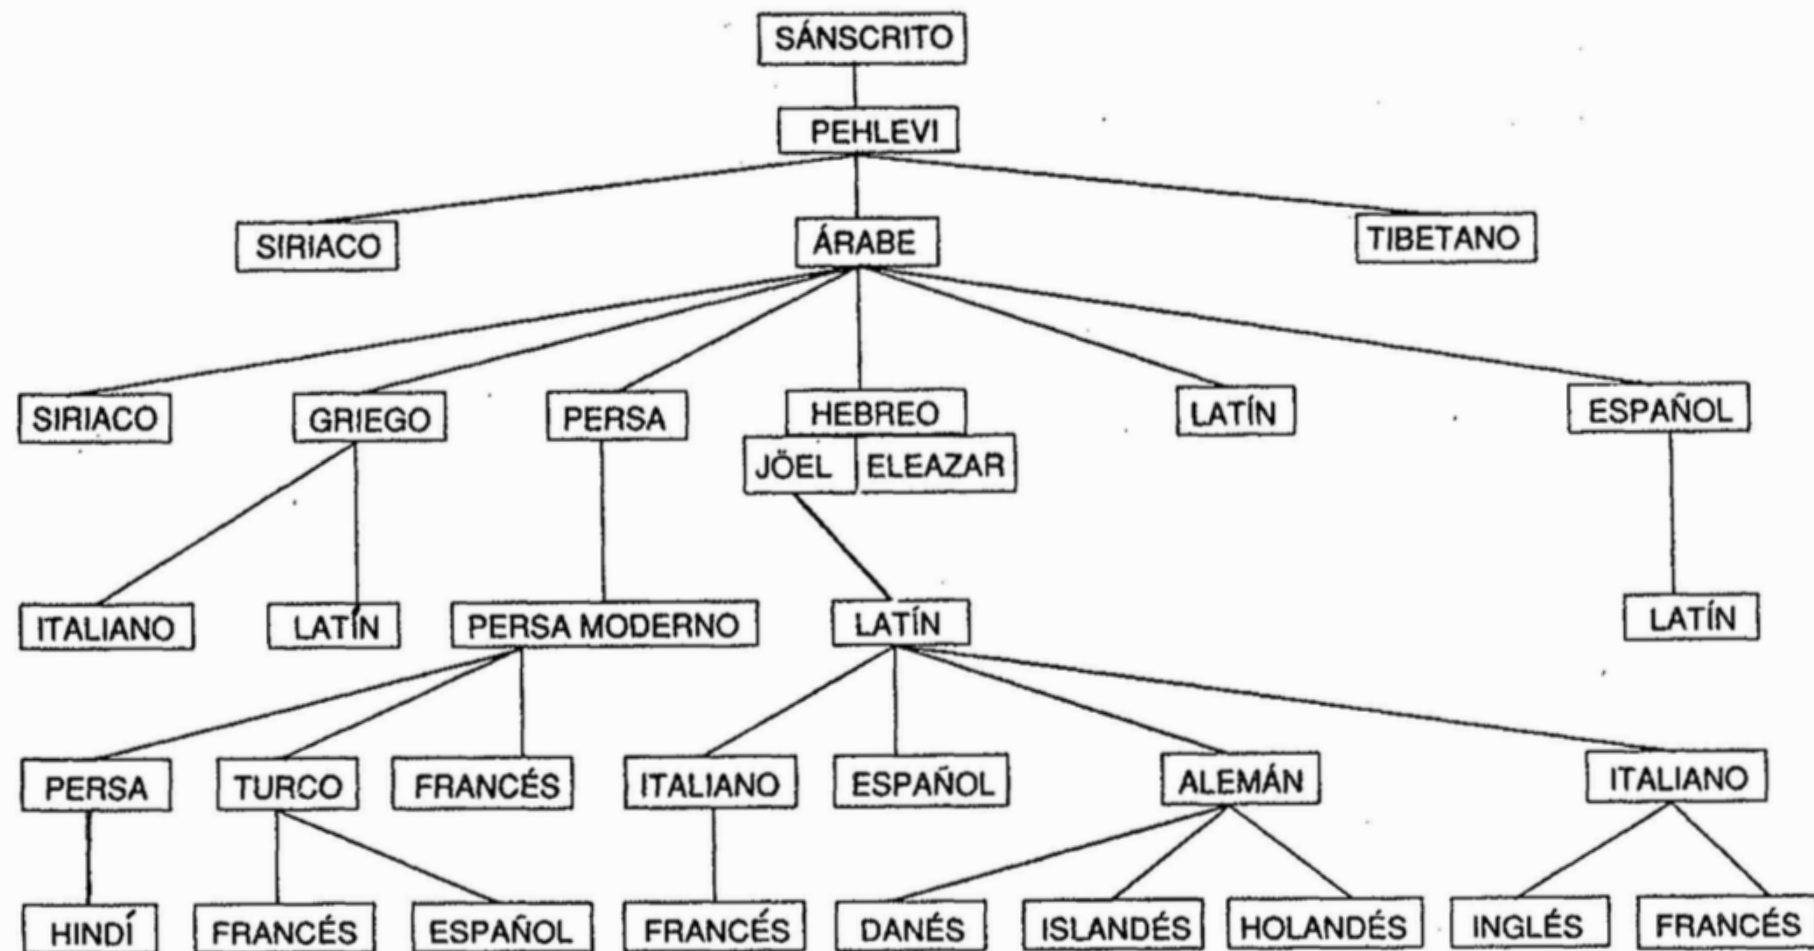 SÁNSCRITO
PEHLEVI
SIRIACO ÁRABE TIBETANO
SIRIACO GRIEGO PERSA HEBREO LATÍN ESPAÑOL
JÖEL ELEAZAR
ITALIANO LATÍN PERSA MODERNO LATÍN LATÍN
PERSA TURCO FRANCÉS ITALIANO ESPAÑOL ALEMÁN ITALIANO
HINDÍ FRANCÉS ESPAÑOL FRANCÉS DANÉS ISLANDÉS HOLANDÉS INGLÉS FRANCÉS